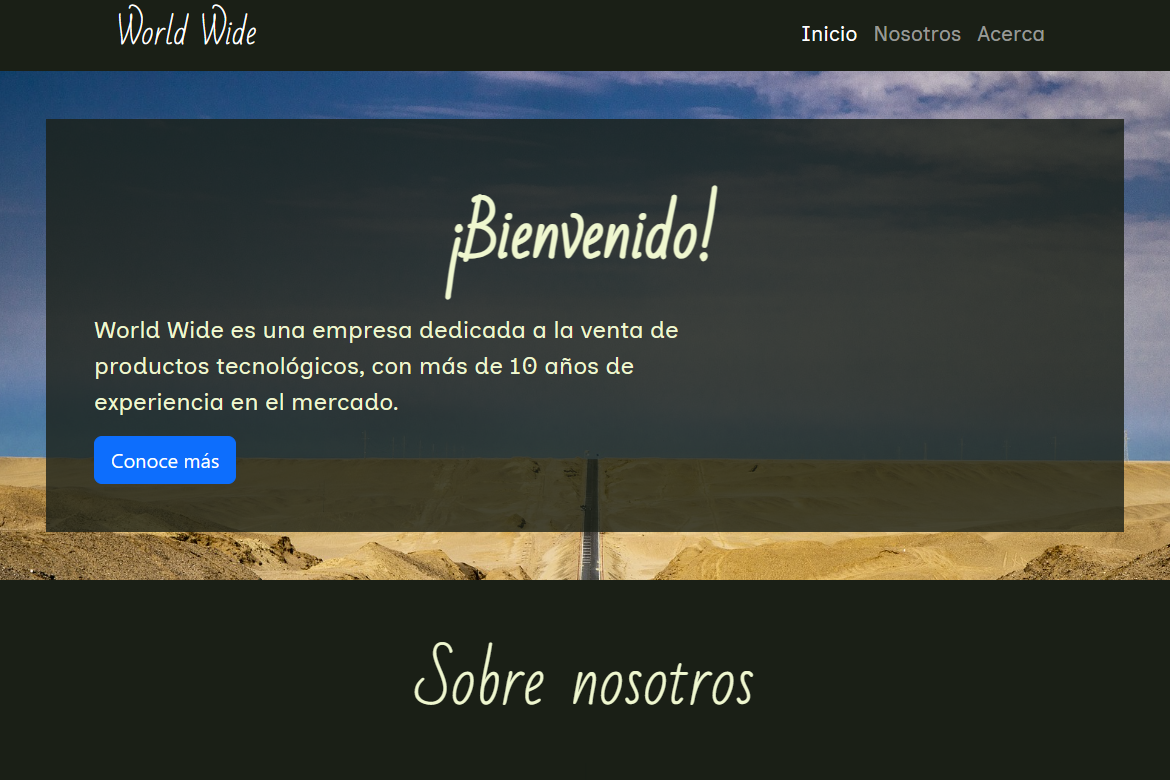 World Wide
Inicio Nosotros Acerca
¡Bienvenido!
World Wide es una empresa dedicada a la venta de
productos tecnológicos, con más de 10 años de
experiencia en el mercado.
Conoce más
Sobre nosotros